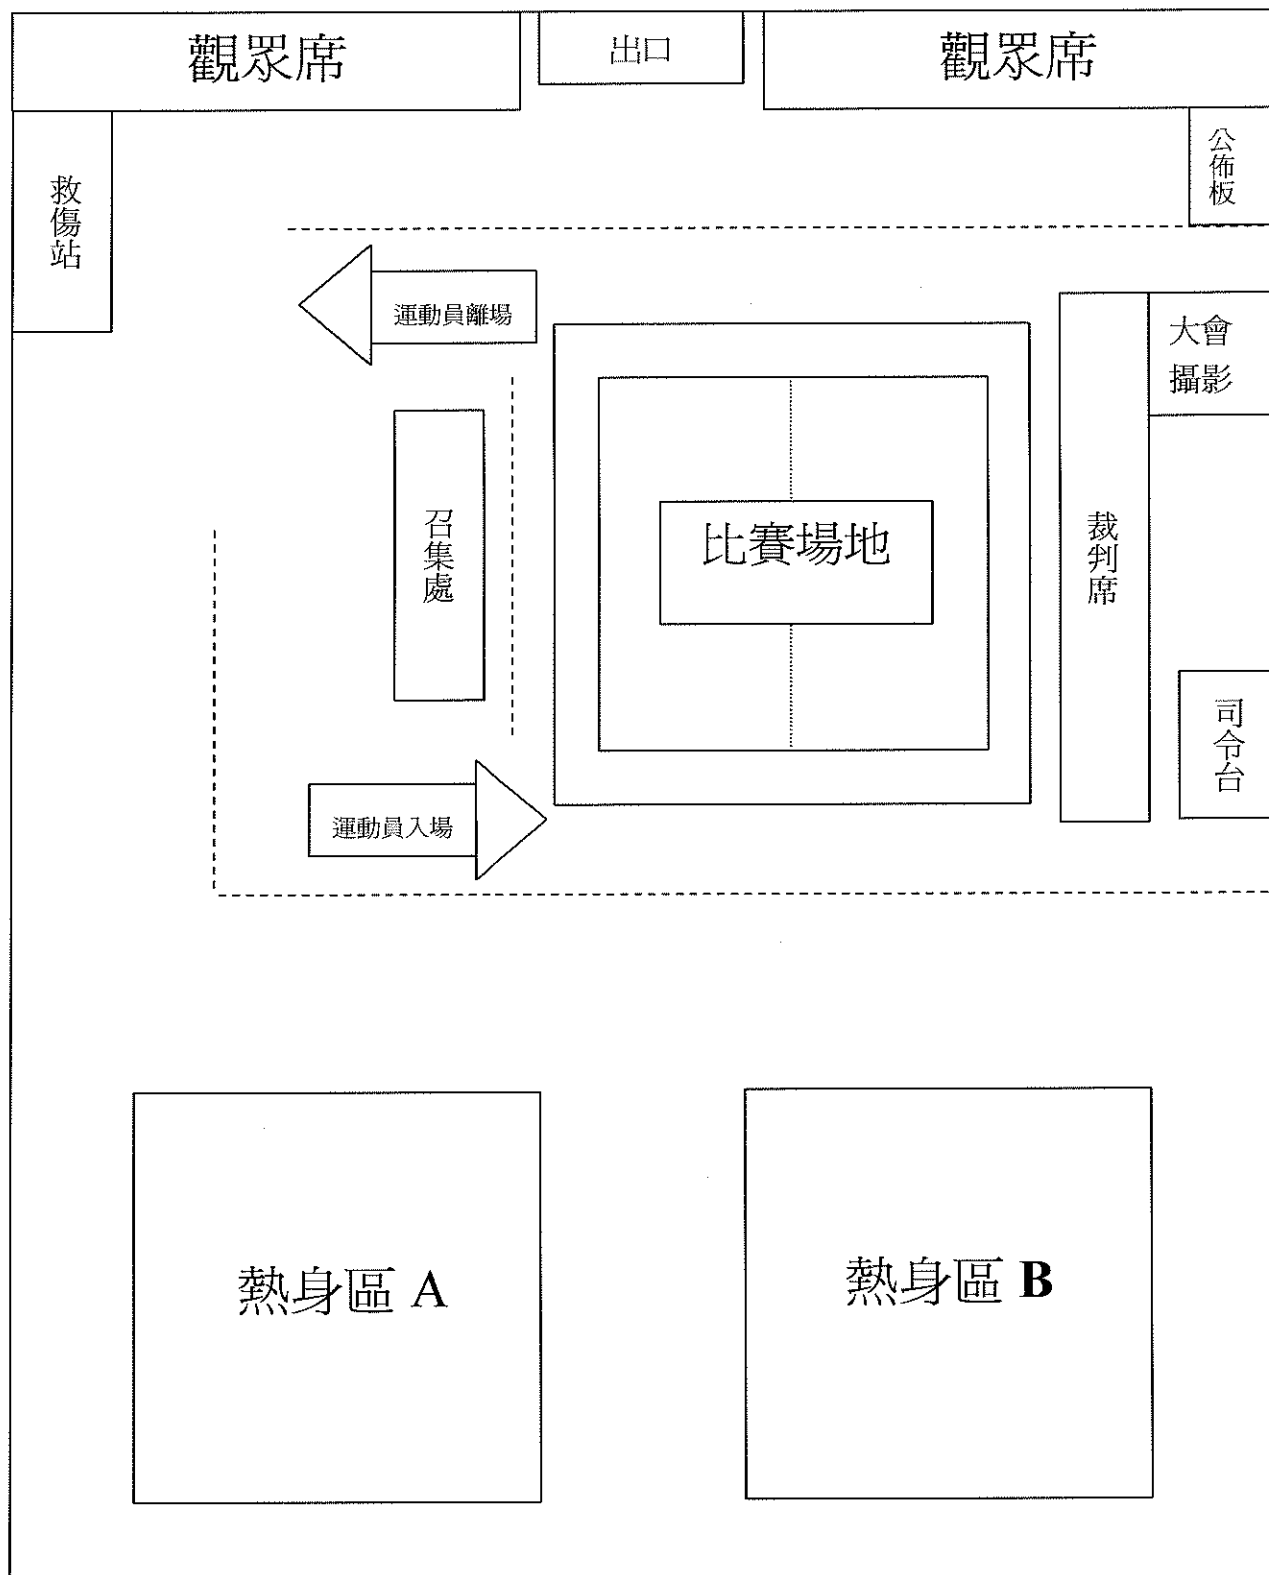 觀眾席
出口
觀眾席
公佈板
救傷站
運動員離場
大會
攝影
召集處
比賽場地
裁判席
司令台
運動員入場
熱身區 A
熱身區 B